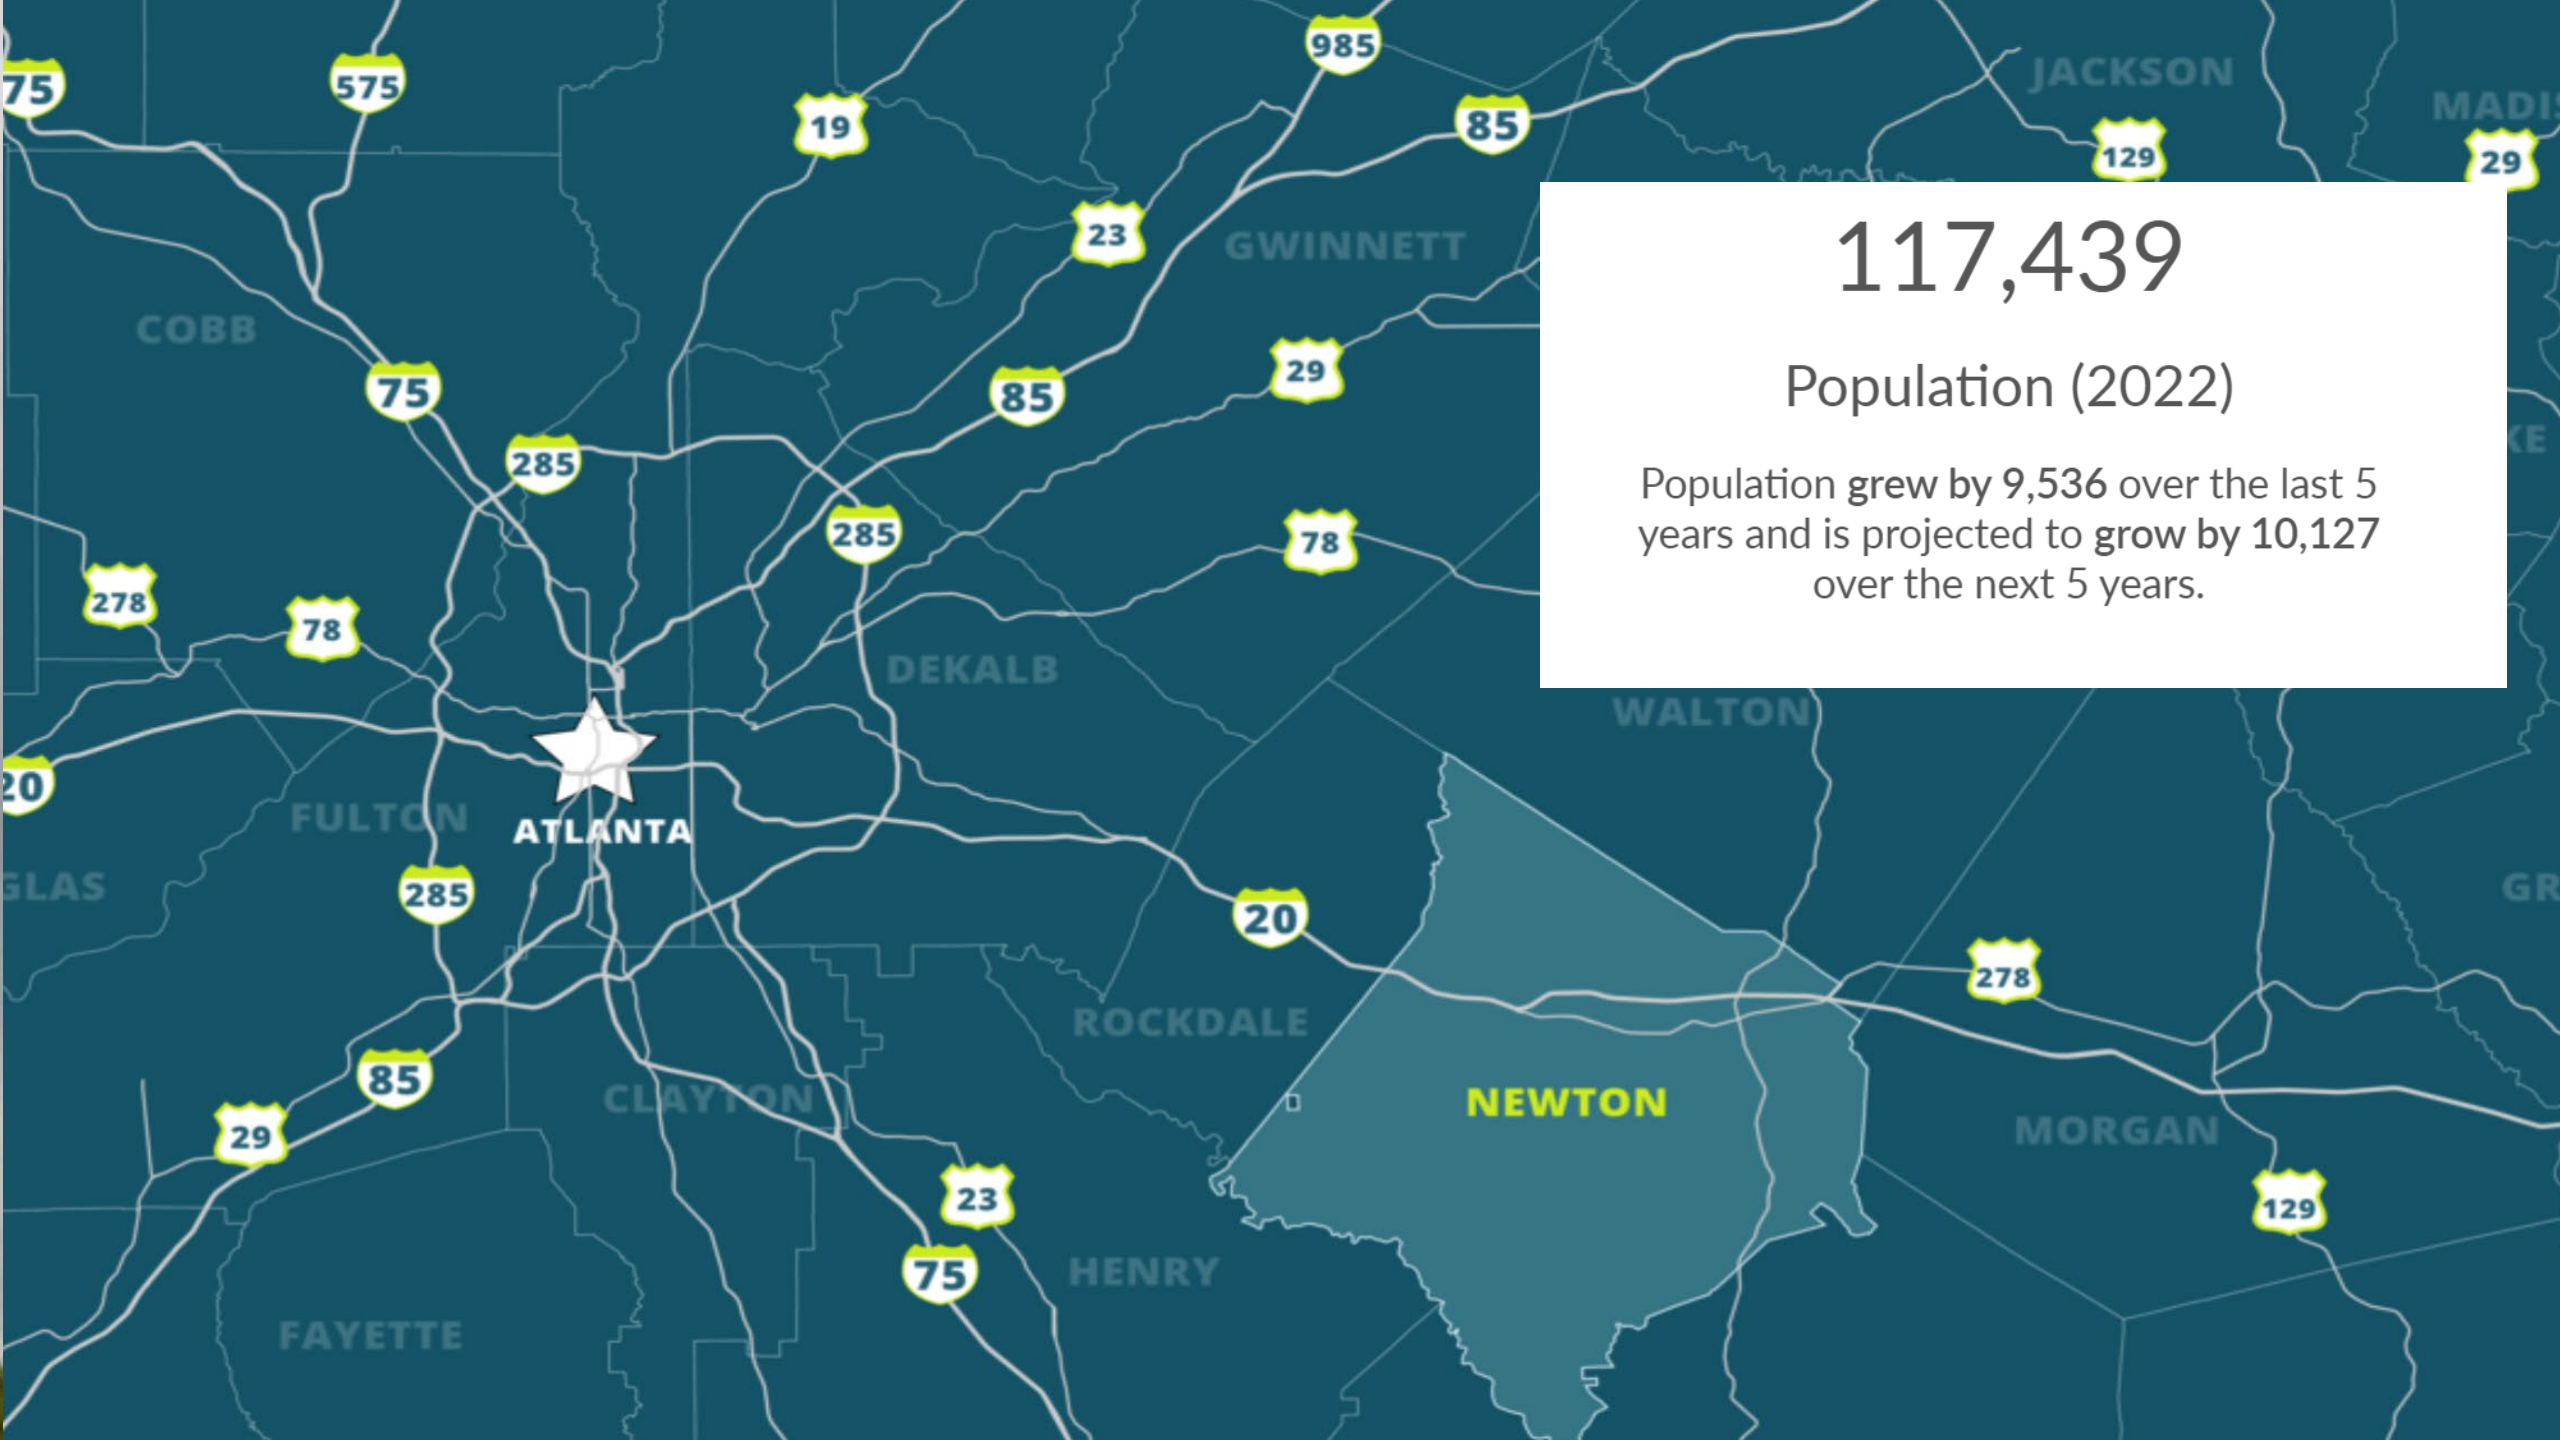 985
75
575
JACKSON
MADIS
19
85
129
29
23
GWINNETT
117,439
Population (2022)
Population grew by 9,536 over the last 5
years and is projected to grow by 10,127
over the next 5 years.
COBB
75
85
29
KE
285
285
78
278
78
DEKALB
WALTON
20
FULTON
ATLANTA
GLAS
285
20
GR
278
ROCKDALE
85
CLAYTON
NEWTON
29
MORGAN
23
129
75
HENRY
FAYETTE